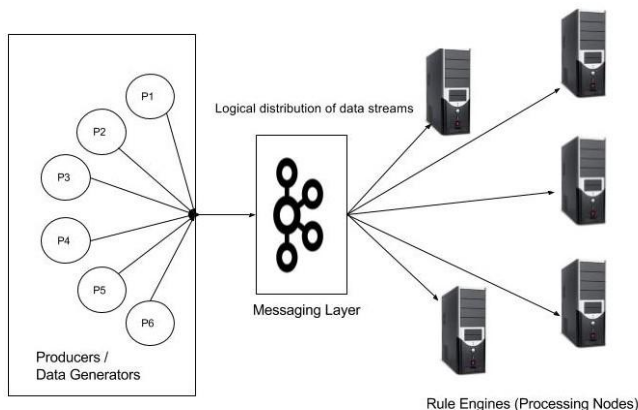 P1
P2
P3
P4
P5
P6
Producers /
Data Generators
Logical distribution of data streams
Messaging Layer
Rule Engines (Processing Nodes)